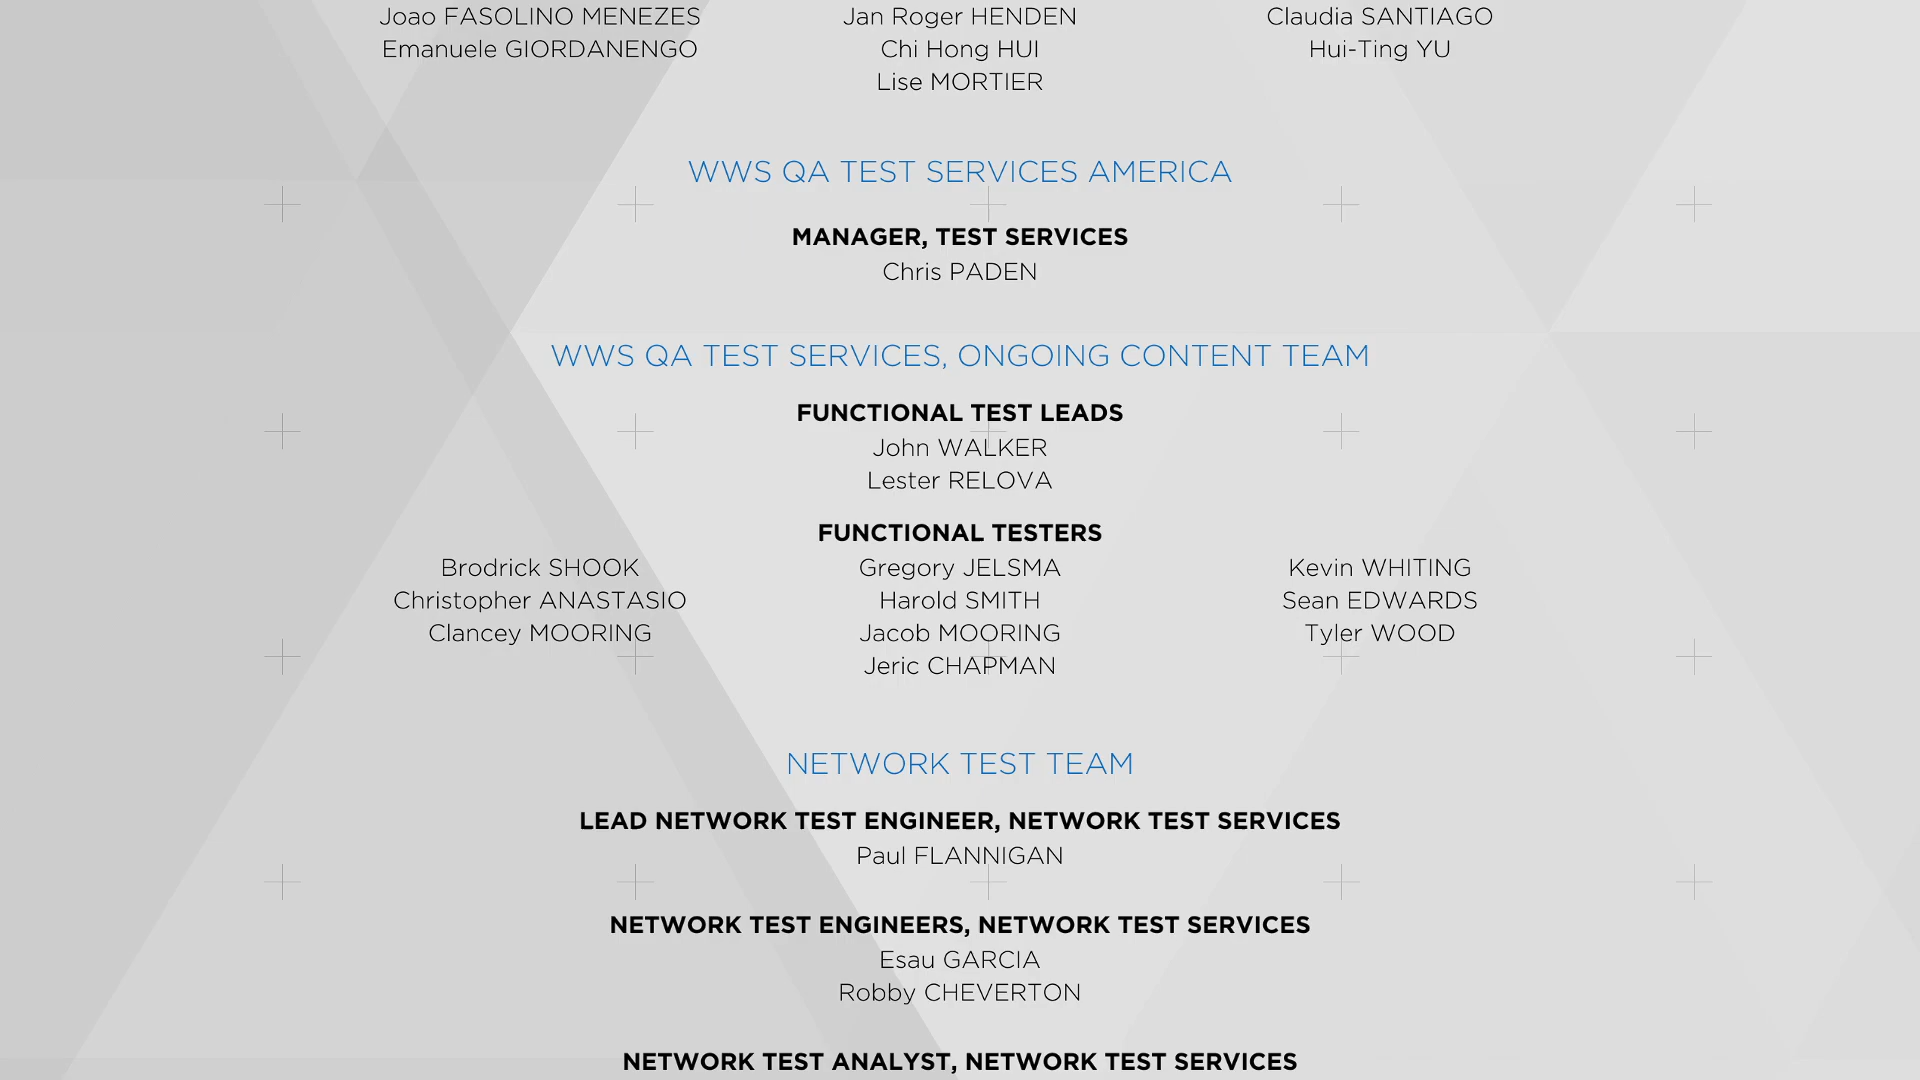 Joao FASOLINO MENEZES Jan Roger HENDEN Claudia SANTIAGO
Emanuele GIORDANENGO Chi Hong HUI Hui-Ting YU
Lise MORTIER
WWS QA TEST SERVICES AMERICA
MANAGER, TEST SERVICES
Chris PADEN
WWS QA TEST SERVICES, ONGOING CONTENT TEAM
FUNCTIONAL TEST LEADS
John WALKER
Lester RELOVA
FUNCTIONAL TESTERS
Brodrick SHOOK Gregory JELSMA Kevin WHITING
Christopher ANASTASIO Harold SMITH Sean EDWARDS
Clancey MOORING Jacob MOORING Tyler WOOD
Jeric CHAPMAN
NETWORK TEST TEAM
LEAD NETWORK TEST ENGINEER, NETWORK TEST SERVICES
Paul FLANNIGAN
NETWORK TEST ENGINEERS, NETWORK TEST SERVICES
Esau GARCIA
Robby CHEVERTON
NETWORK TEST ANALYST, NETWORK TEST SERVICES